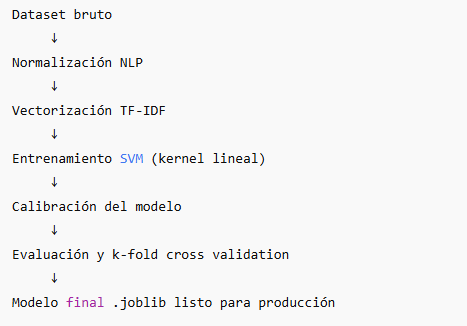 Dataset bruto
↓
Normalización NLP
↓
Vectorización TF-IDF
↓
Entrenamiento SVM (kernel lineal)
↓
Calibración del modelo
↓
Evaluación y k-fold cross validation
↓
Modelo final .joblib listo para producción